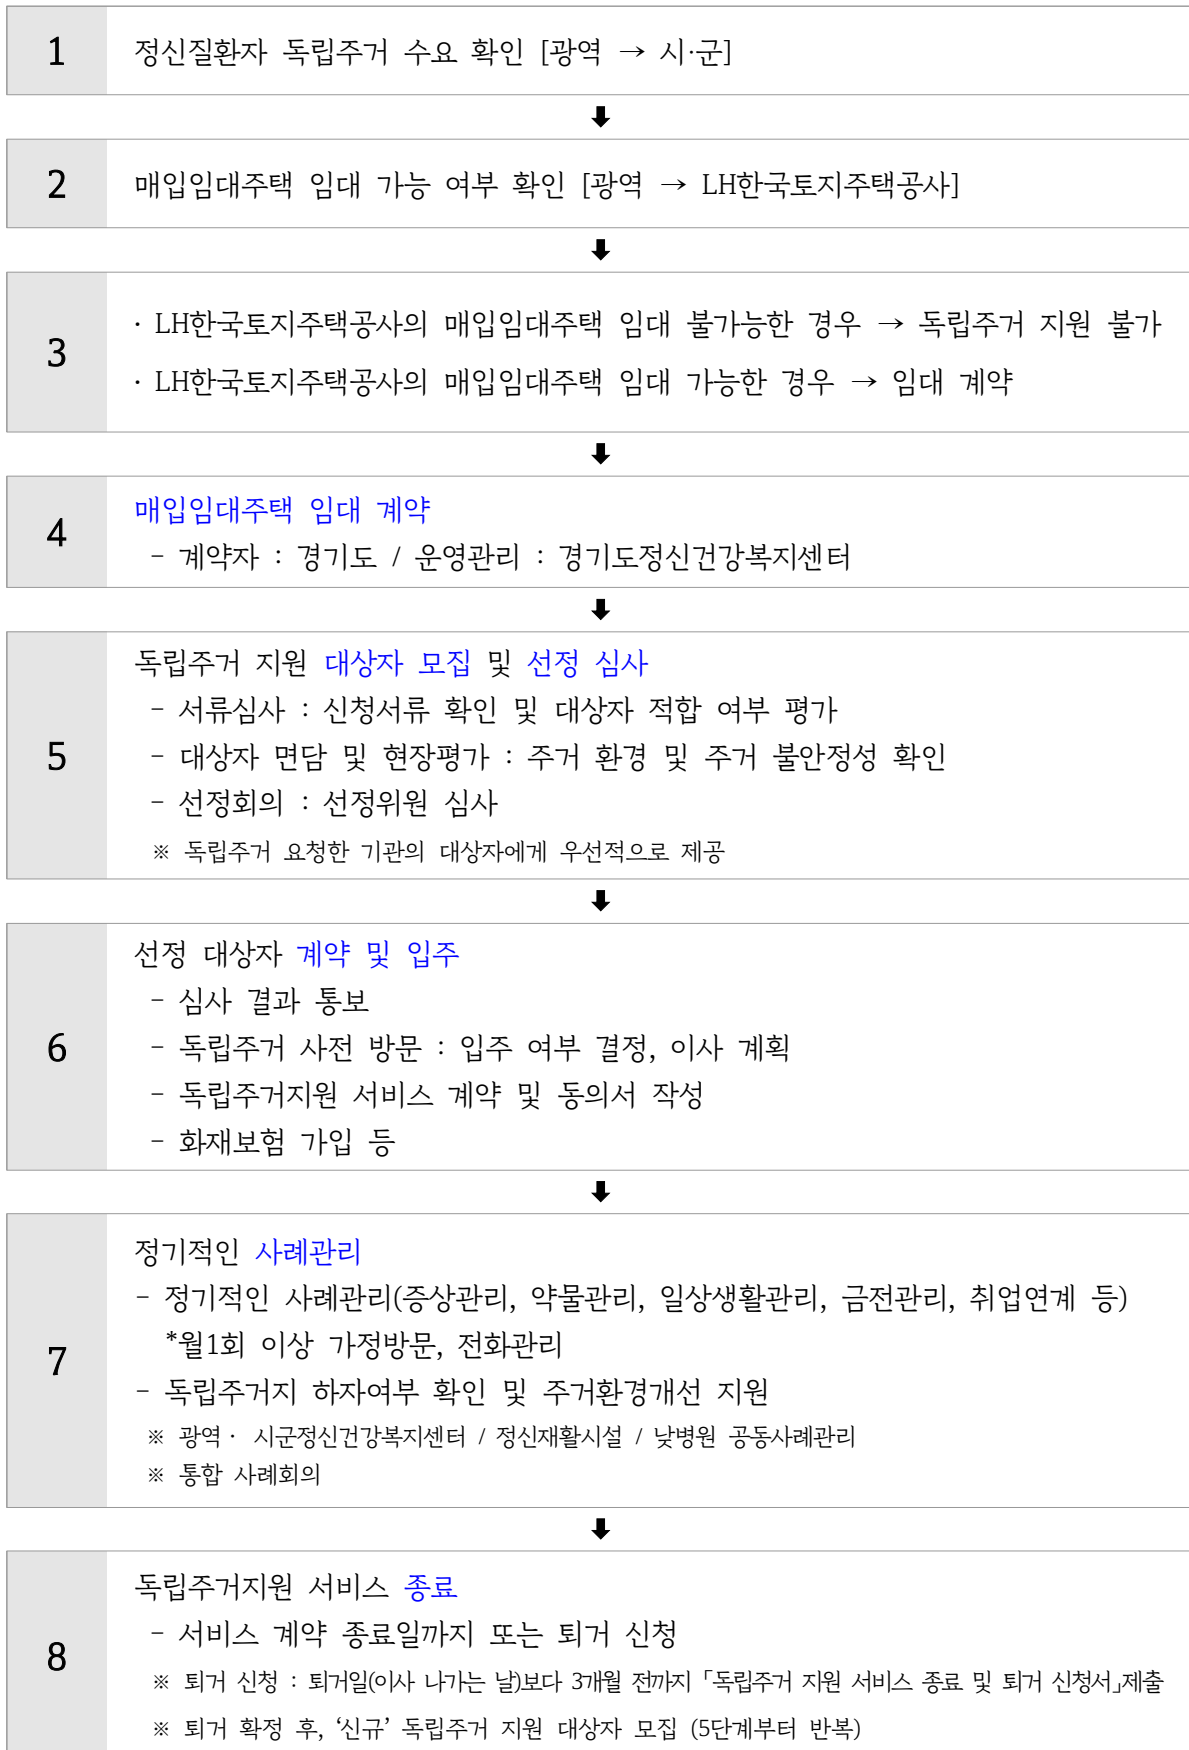 1
정신질환자 독립주거 수요 확인 [광역 → 시·군]
2
매입임대주택 임대 가능 여부 확인 [광역 → LH한국토지주택공사]
3
· LH한국토지주택공사의 매입임대주택 임대 불가능한 경우 → 독립주거 지원 불가
· LH한국토지주택공사의 매입임대주택 임대 가능한 경우 → 임대 계약
4
매입임대주택 임대 계약
- 계약자 : 경기도 / 운영관리 : 경기도정신건강복지센터
5
독립주거 지원 대상자 모집 및 선정 심사
- 서류심사 : 신청서류 확인 및 대상자 적합 여부 평가
- 대상자 면담 및 현장평가 : 주거 환경 및 주거 불안정성 확인
- 선정회의 : 선정위원 심사
※ 독립주거 요청한 기관의 대상자에게 우선적으로 제공
6
선정 대상자 계약 및 입주
- 심사 결과 통보
- 독립주거 사전 방문 : 입주 여부 결정, 이사 계획
- 독립주거지원 서비스 계약 및 동의서 작성
- 화재보험 가입 등
7
정기적인 사례관리
- 정기적인 사례관리(증상관리, 약물관리, 일상생활관리, 금전관리, 취업연계 등)
*월1회 이상 가정방문, 전화관리
- 독립주거지 하자여부 확인 및 주거환경개선 지원
※ 광역· 시군정신건강복지센터 / 정신재활시설 / 낮병원 공동사례관리
※ 통합 사례회의
8
독립주거지원 서비스 종료
- 서비스 계약 종료일까지 또는 퇴거 신청
※ 퇴거 신청 : 퇴거일(이사 나가는 날)보다 3개월 전까지 「독립주거 지원 서비스 종료 및 퇴거 신청서」제출
※ 퇴거 확정 후, ‘신규’ 독립주거 지원 대상자 모집 (5단계부터 반복)